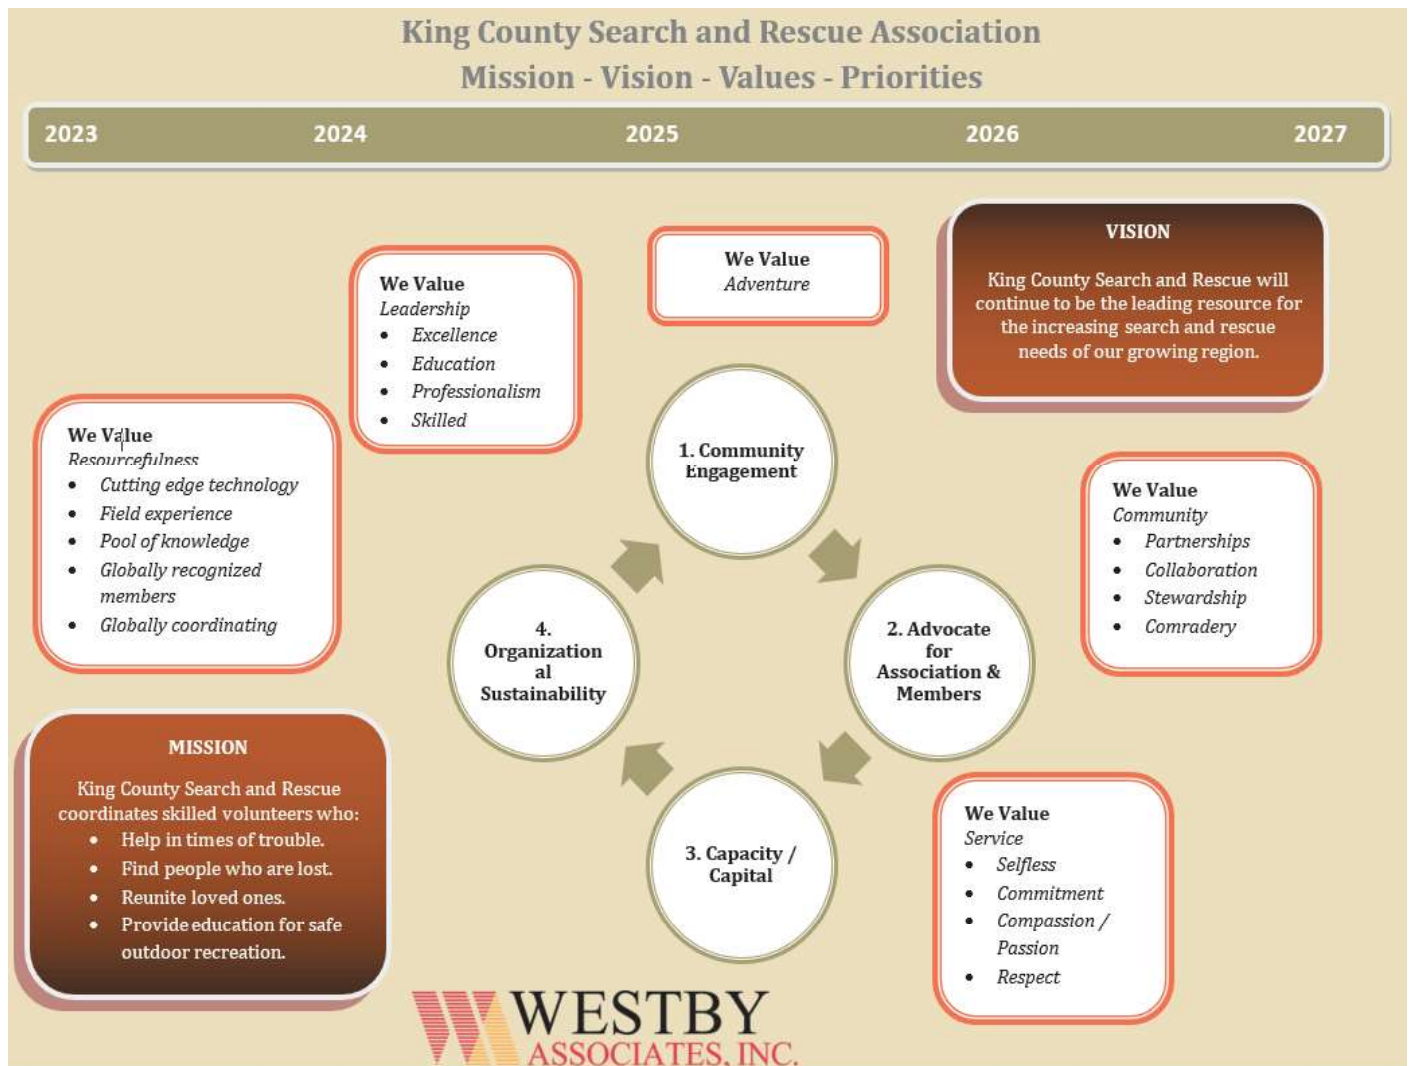 King County Search and Rescue Association
Mission - Vision - Values - Priorities
2023 2024 2025 2026 2027
We Value
Resourcefulness
• Cutting edge technology
• Field experience
• Pool of knowledge
• Globally recognized
members
• Globally coordinating
We Value
Leadership
• Excellence
• Education
• Professionalism
• Skilled
We Value
Adventure
VISION
King County Search and Rescue will
continue to be the leading resource for
the increasing search and rescue
needs of our growing region.
1. Community
Engagement
2. Advocate
for
Association &
Members
3. Capacity /
Capital
4.
Organization
al
Sustainability
We Value
Community
• Partnerships
• Collaboration
• Stewardship
• Comradery
MISSION
King County Search and Rescue
coordinates skilled volunteers who:
• Help in times of trouble.
• Find people who are lost.
• Reunite loved ones.
• Provide education for safe
outdoor recreation.
We Value
Service
• Selfless
• Commitment
• Compassion /
Passion
• Respect
WESTBY
ASSOCIATES, INC.